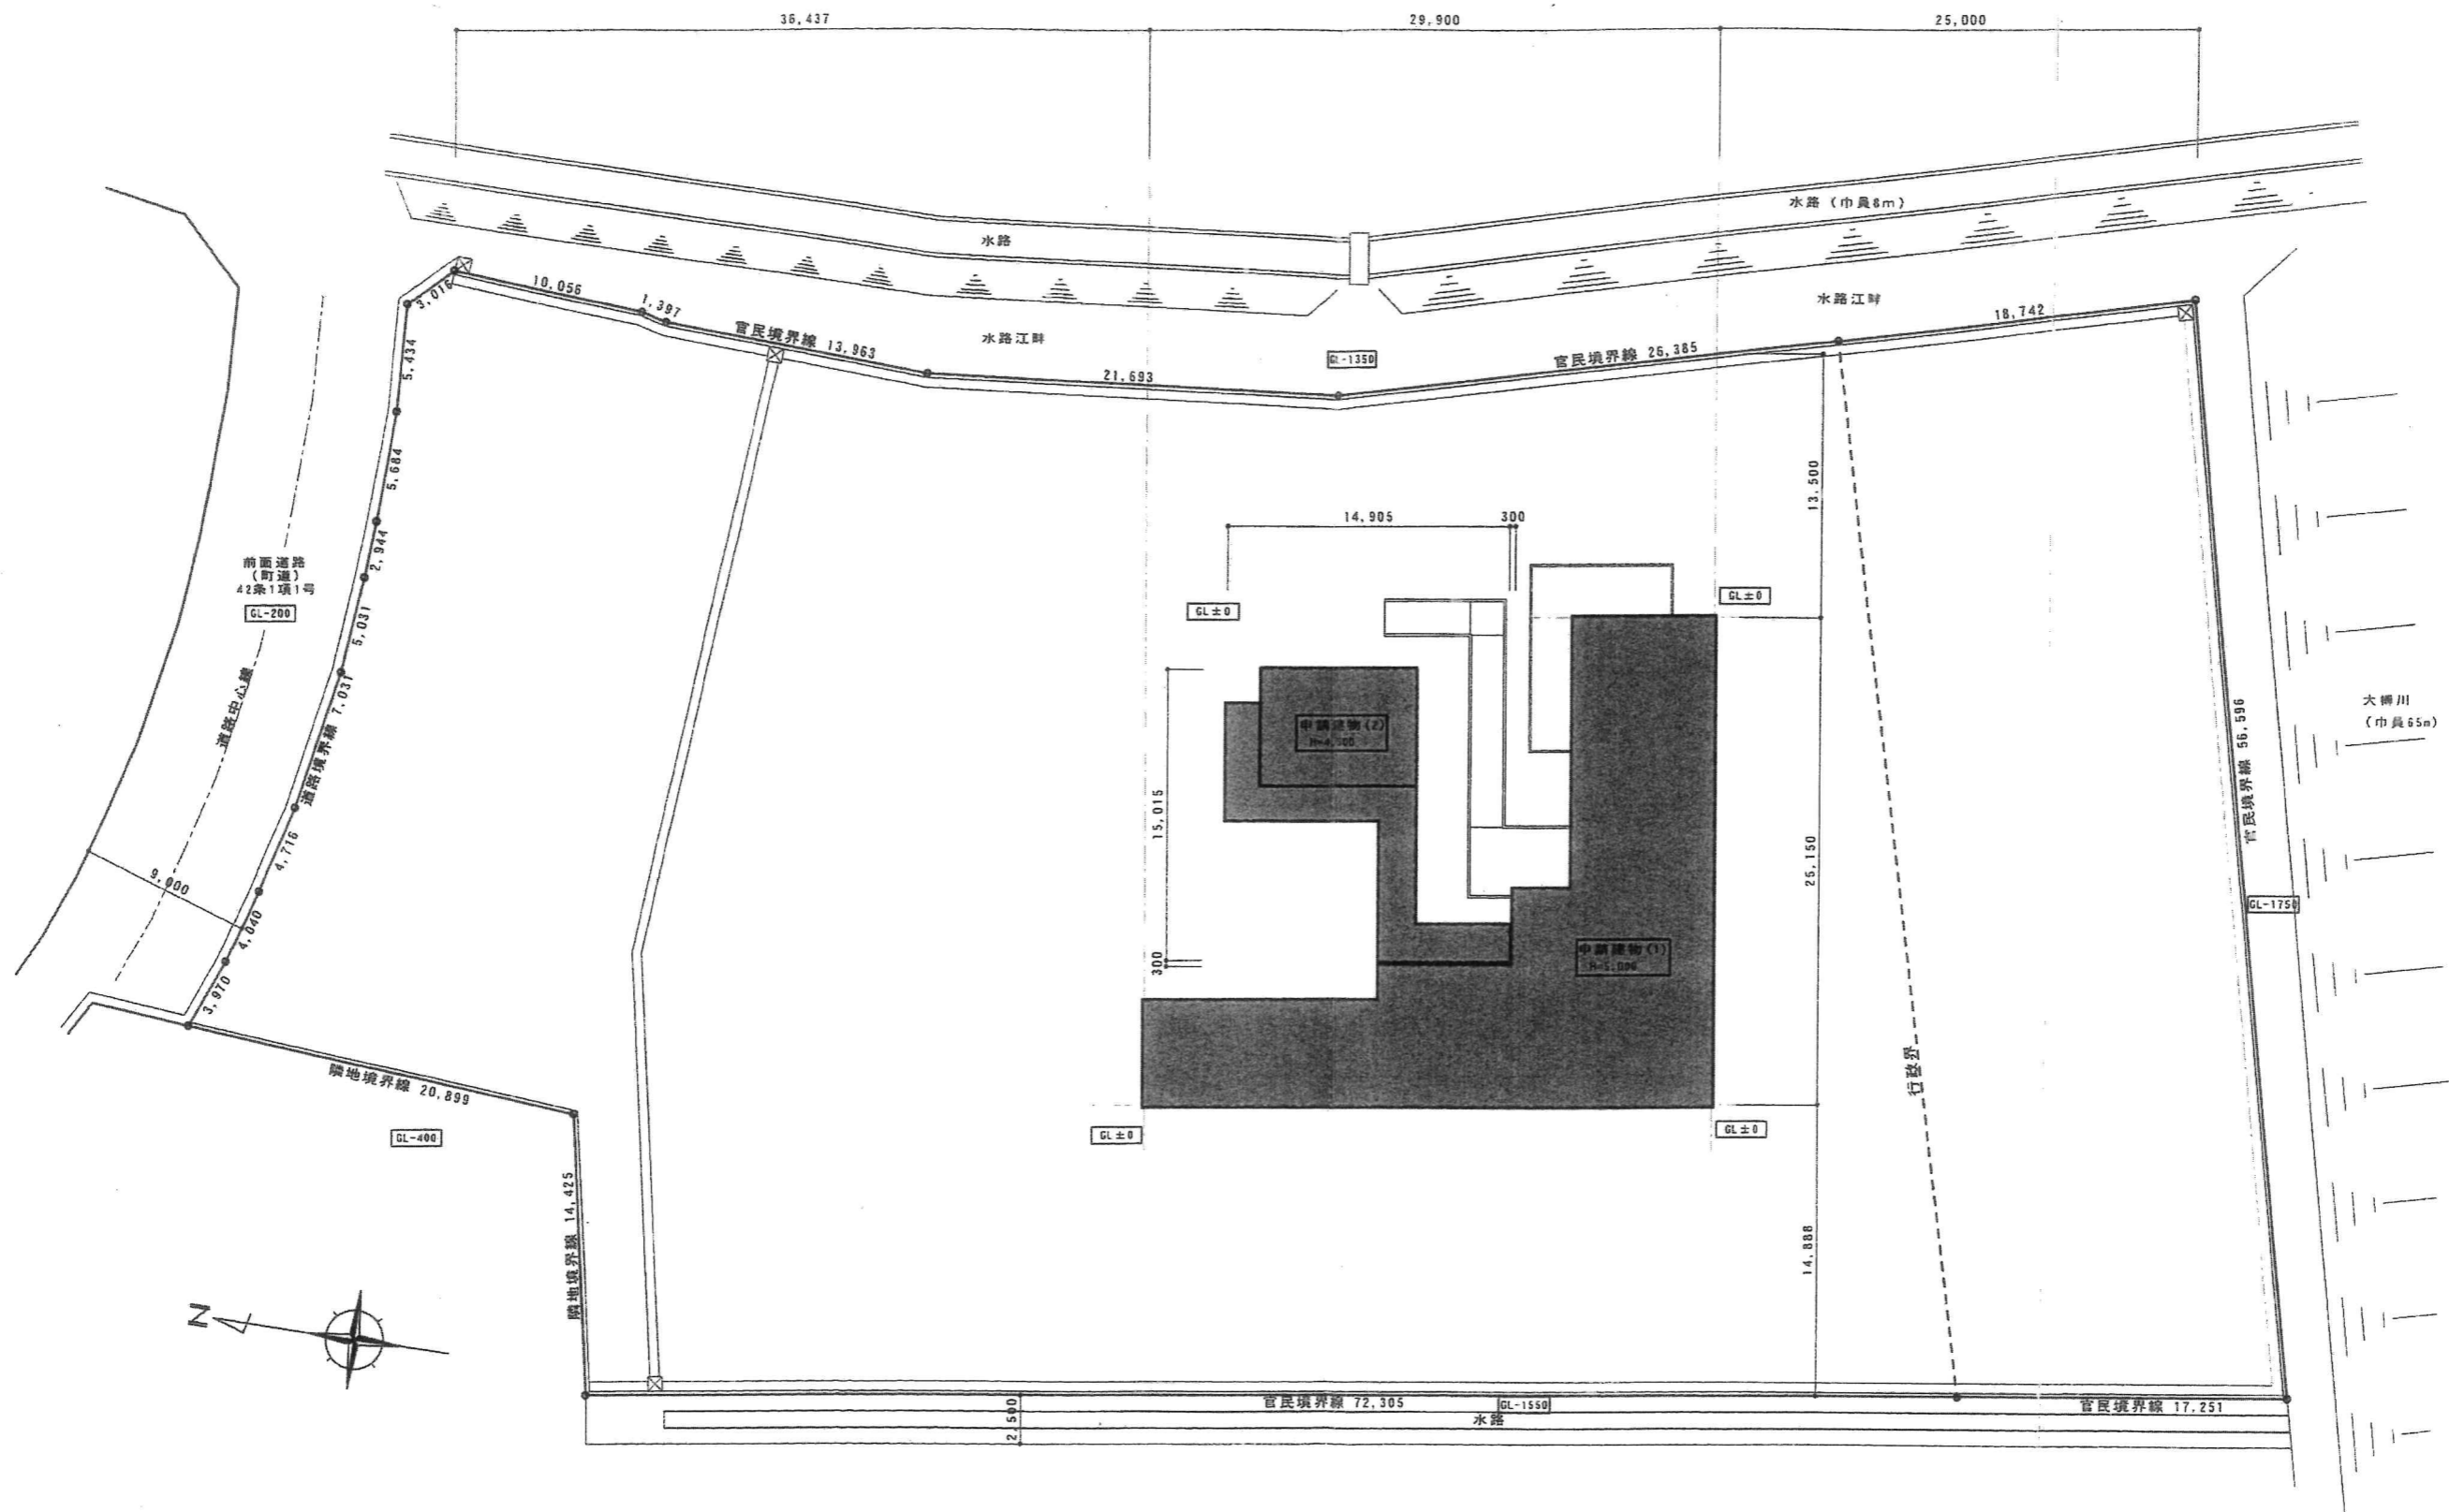 36,437
29,900
25,000
水路（巾員8m）
水路
10,056
3,016
1,397
官民境界線 13,963
水路江畔
水路江畔
18,742
GL-1350
官民境界線 26,385
21,693
5,434
5,684
2,944
5,031
道路境界線 7,031
4,716
4,040
3,970
9,000
前面道路
（町道）
42条1項1号
GL-200
道路中心線
13,500
14,905
300
GL±0
GL±0
申請建物(2)
15,015
300
25,150
申請建物(1)
官民境界線 56,596
（巾員65m）
GL-1750
行政界
隣地境界線 20,899
GL-400
GL±0
GL±0
隣地境界線 14,425
14,888
N
官民境界線 72,305
GL-1550
官民境界線 17,251
水路
2,500